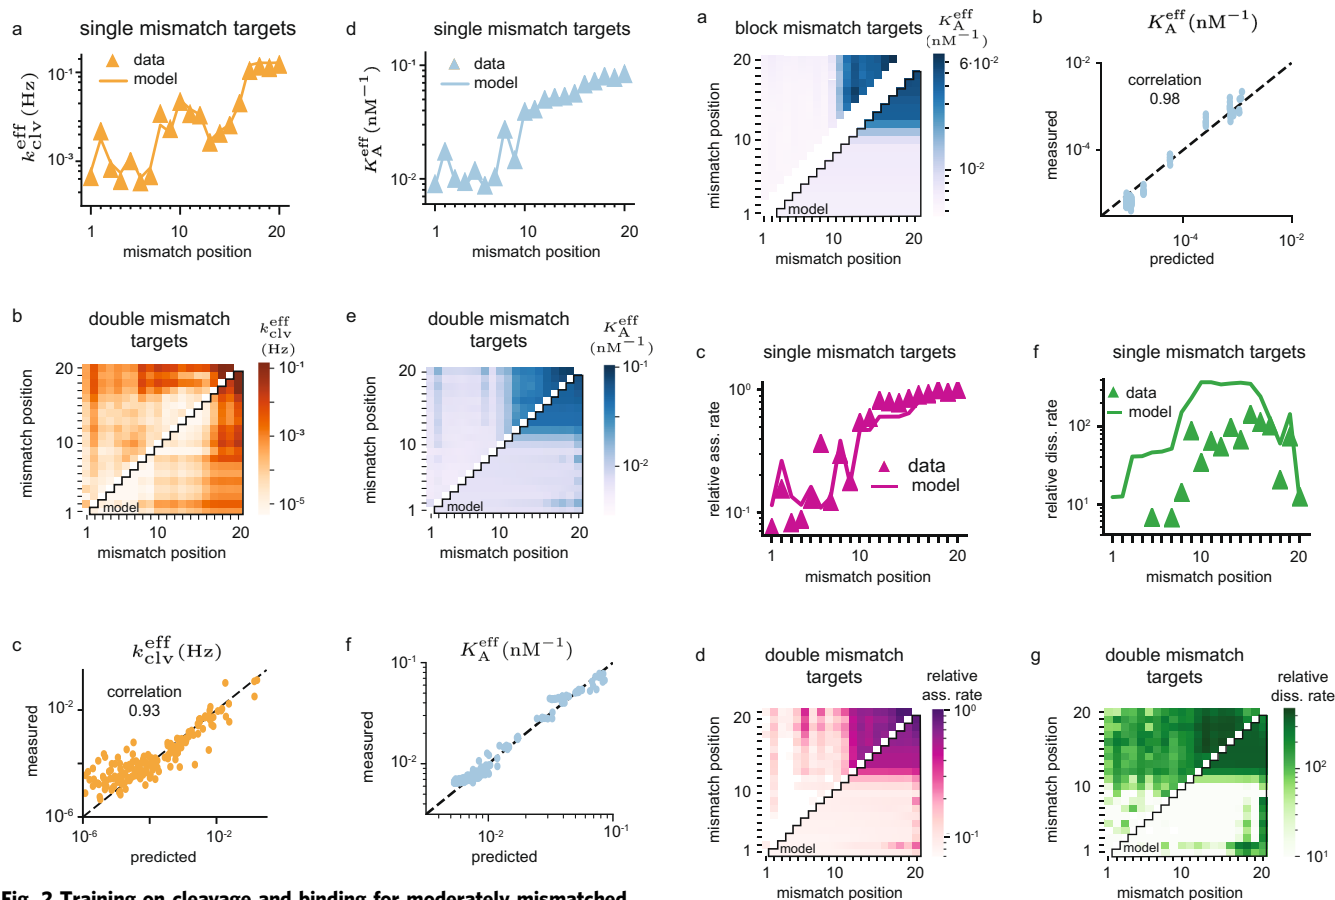 a
single mismatch targets
data
model
k_clv^eff (Hz)
10^-1
10^-3
1
10
20
mismatch position
d
single mismatch targets
data
model
K_A^eff (nM^-1)
10^-1
10^-2
1
10
20
mismatch position
b
double mismatch
targets
k_clv^eff
(Hz)
mismatch position
20
10
1
model
1
10
20
mismatch position
10^-1
10^-3
10^-5
e
double mismatch
targets
K_A^eff
(nM^-1)
mismatch position
20
10
1
model
1
10
20
mismatch position
10^-1
10^-2
c
k_clv^eff (Hz)
correlation
0.93
measured
10^-2
10^-6
10^-6
10^-2
predicted
f
K_A^eff (nM^-1)
measured
10^-1
10^-2
10^-2
10^-1
predicted
Fig. 2 Training on cleavage and binding for moderately mismatched
a
block mismatch targets
K_A^eff
(nM^-1)
mismatch position
20
10
1
model
1
10
20
mismatch position
6·10^-2
10^-2
b
K_A^eff (nM^-1)
correlation
0.98
measured
10^-2
10^-4
10^-4
10^-2
predicted
c
single mismatch targets
relative ass. rate
10^0
10^-1
data
model
1
10
20
mismatch position
f
single mismatch targets
data
model
relative diss. rate
10^2
10^1
1
10
20
mismatch position
d
double mismatch
targets
relative
ass. rate
mismatch position
20
10
1
model
1
10
20
mismatch position
10^0
10^-1
g
double mismatch
targets
relative
diss. rate
mismatch position
20
10
1
model
1
10
20
mismatch position
10^2
10^1